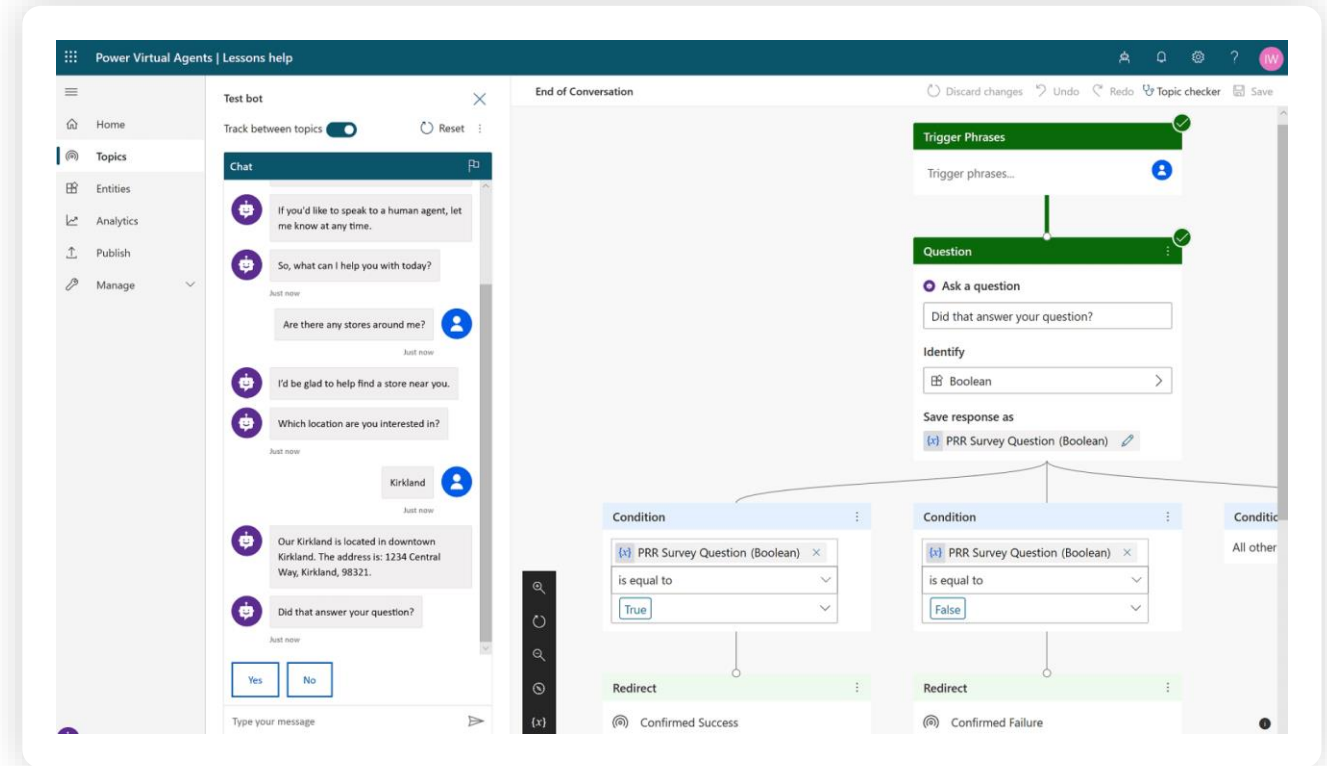 Power Virtual Agents | Lessons help
IW
Home
Topics
Entities
Analytics
Publish
Manage
Test bot
Track between topics
Reset
Chat
If you'd like to speak to a human agent, let
me know at any time.
So, what can I help you with today?
Just now
Are there any stores around me?
Just now
I'd be glad to help find a store near you.
Which location are you interested in?
Just now
Kirkland
Just now
Our Kirkland is located in downtown
Kirkland. The address is: 1234 Central
Way, Kirkland, 98321.
Did that answer your question?
Just now
Yes No
Type your message
End of Conversation
Discard changes Undo Redo Topic checker Save
Trigger Phrases
Trigger phrases...
Question
Ask a question
Did that answer your question?
Identify
Boolean
Save response as
{x} PRR Survey Question (Boolean)
Condition
{x} PRR Survey Question (Boolean)
is equal to
True
Redirect
Confirmed Success
Condition
{x} PRR Survey Question (Boolean)
is equal to
False
Redirect
Confirmed Failure
Conditic
All other
{x}